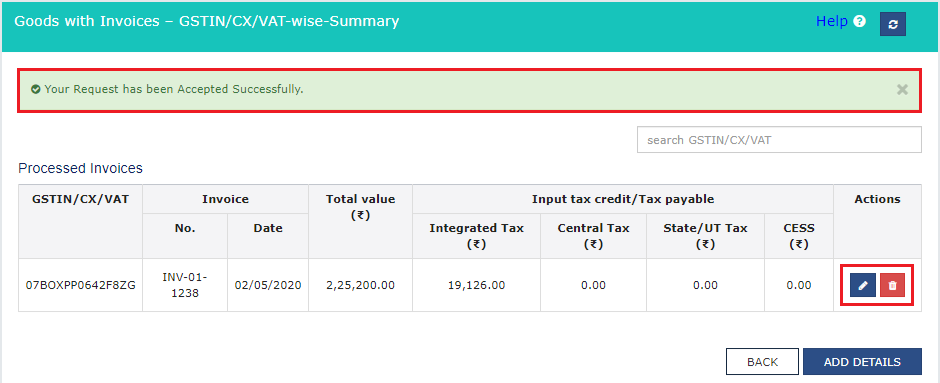 Goods with Invoices – GSTIN/CX/VAT-wise-Summary
Help
Your Request has been Accepted Successfully.
search GSTIN/CX/VAT
Processed Invoices
GSTIN/CX/VAT Invoice Total value (₹) Input tax credit/Tax payable Actions
No. Date Integrated Tax (₹) Central Tax (₹) State/UT Tax (₹) CESS (₹)
07BOXPP0642F8ZG INV-01-1238 02/05/2020 2,25,200.00 19,126.00 0.00 0.00 0.00
BACK ADD DETAILS